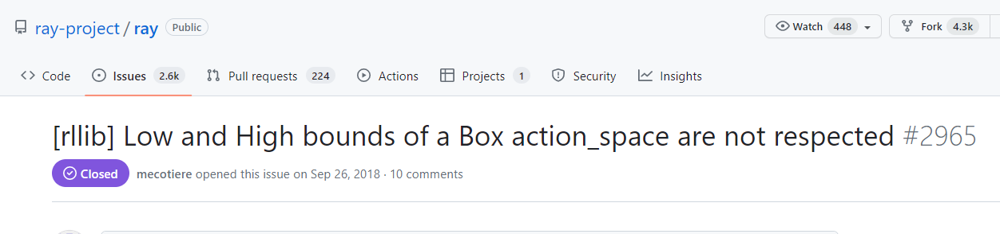 ray-project / ray Public Watch 448 Fork 4.3k
Code Issues 2.6k Pull requests 224 Actions Projects 1 Security Insights
[rllib] Low and High bounds of a Box action_space are not respected #2965
Closed mecotiere opened this issue on Sep 26, 2018 · 10 comments